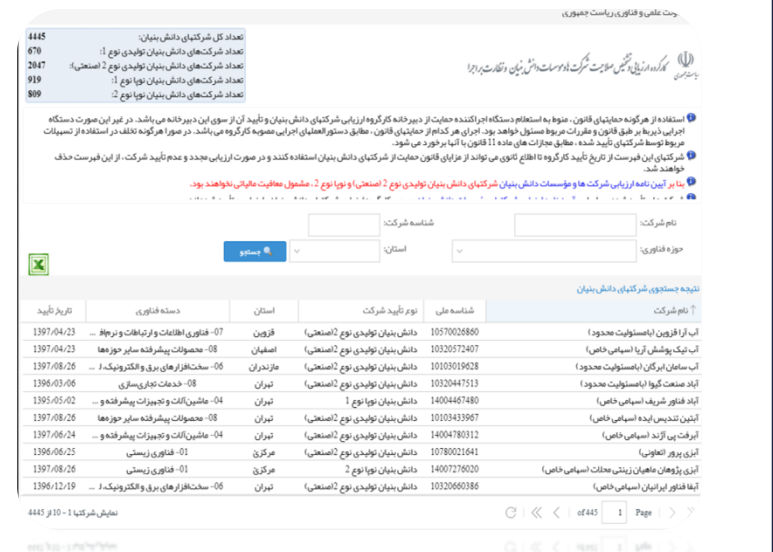 ونت علمی و فناوری ریاست جمهوری
کارگروه ارزیابی و تشخیص صلاحیت شرکت ها و موسسات دانش بنیان و نظارت بر اجرا
تعداد کل شرکتهای دانش بنیان: 4445
تعداد شرکت‌های دانش بنیان تولیدی نوع 1: 670
تعداد شرکت‌های دانش بنیان تولیدی نوع 2 (صنعتی): 2047
تعداد شرکت‌های دانش بنیان نوپا نوع 1: 919
تعداد شرکت‌های دانش بنیان نوپا نوع 2: 809
استفاده از هرگونه حمایتهای قانون ، منوط به استعلام دستگاه اجراکننده حمایت از دبیرخانه کارگروه ارزیابی شرکتهای دانش بنیان و تأیید آن از سوی این دبیرخانه می باشد. در غیر این صورت دستگاه
اجرایی ذیربط بر طبق قانون و مقررات مربوط مسئول خواهد بود. اجرای هر کدام از حمایتهای قانون ، مطابق دستورالعملهای اجرایی مصوبه کارگروه می باشد. در صورا هرگونه تخلف در استفاده از تسهیلات
مربوط توسط شرکتهای تأیید شده ، مطابق مجازات های ماده 11 قانون با آنها برخورد می شود.
شرکتهای این فهرست از تاریخ تأیید کارگروه تا اطلاع ثانوی می تواند از مزایای قانون حمایت از شرکتهای دانش بنیان استفاده کنند و در صورت ارزیابی مجدد و عدم تأیید شرکت ، از این فهرست حذف
خواهند شد.
بنا بر آیین نامه ارزیابی شرکت ها و مؤسسات دانش بنیان شرکتهای دانش بنیان تولیدی نوع 2 (صنعتی) و نوپا نوع 2 ، مشمول معافیت مالیاتی نخواهند بود.
نام شرکت: شناسه شرکت:
حوزه فناوری: استان: جستجو
نتیجه جستجوی شرکتهای دانش بنیان
نام شرکت شناسه ملی نوع تأیید شرکت استان دسته فناوری تاریخ تأیید
آب آرا قزوین (بامسئولیت محدود) 10570026860 دانش بنیان تولیدی نوع 2(صنعتی) قزوین 07- فناوری اطلاعات و ارتباطات و نرم‌افز ... 1397/04/23
آب تیک پوشش آریا (سهامی خاص) 10320572407 دانش بنیان تولیدی نوع 2(صنعتی) اصفهان 08- محصولات پیشرفته سایر حوزه‌ها 1397/04/23
آب سامان ابرگان (بامسئولیت محدود) 10103019628 دانش بنیان تولیدی نوع 2(صنعتی) مازندران 06- سخت‌افزارهای برق و الکترونیک، ل ... 1397/08/26
آباد صنعت گیوا (بامسئولیت محدود) 10320447513 دانش بنیان تولیدی نوع 2(صنعتی) تهران 08- خدمات تجاری‌سازی 1396/03/06
آباد فناور شریف (سهامی خاص) 14004467480 دانش بنیان نوپا نوع 1 تهران 04- ماشین‌آلات و تجهیزات پیشرفته و ... 1395/05/02
آبتین تندیس ایده (سهامی خاص) 10103433967 دانش بنیان تولیدی نوع 2(صنعتی) تهران 08- محصولات پیشرفته سایر حوزه‌ها 1397/08/26
آبرفت پی آژند (سهامی خاص) 14004780312 دانش بنیان تولیدی نوع 2(صنعتی) تهران 04- ماشین‌آلات و تجهیزات پیشرفته و ... 1397/06/24
آبزی پرور (تعاونی) 10780021641 دانش بنیان تولیدی نوع 2(صنعتی) مرکزی 01- فناوری زیستی 1396/06/25
آبزی پژوهان ماهیان زینتی محلات (سهامی خاص) 14007276020 دانش بنیان نوپا نوع 2 مرکزی 01- فناوری زیستی 1397/08/26
آبفا فناور ایرانیان (سهامی خاص) 10320660386 دانش بنیان تولیدی نوع 2(صنعتی) تهران 06- سخت‌افزارهای برق و الکترونیک، ل ... 1396/12/19
Page 1 of 445 نمایش شرکتها 1 - 10 از 4445